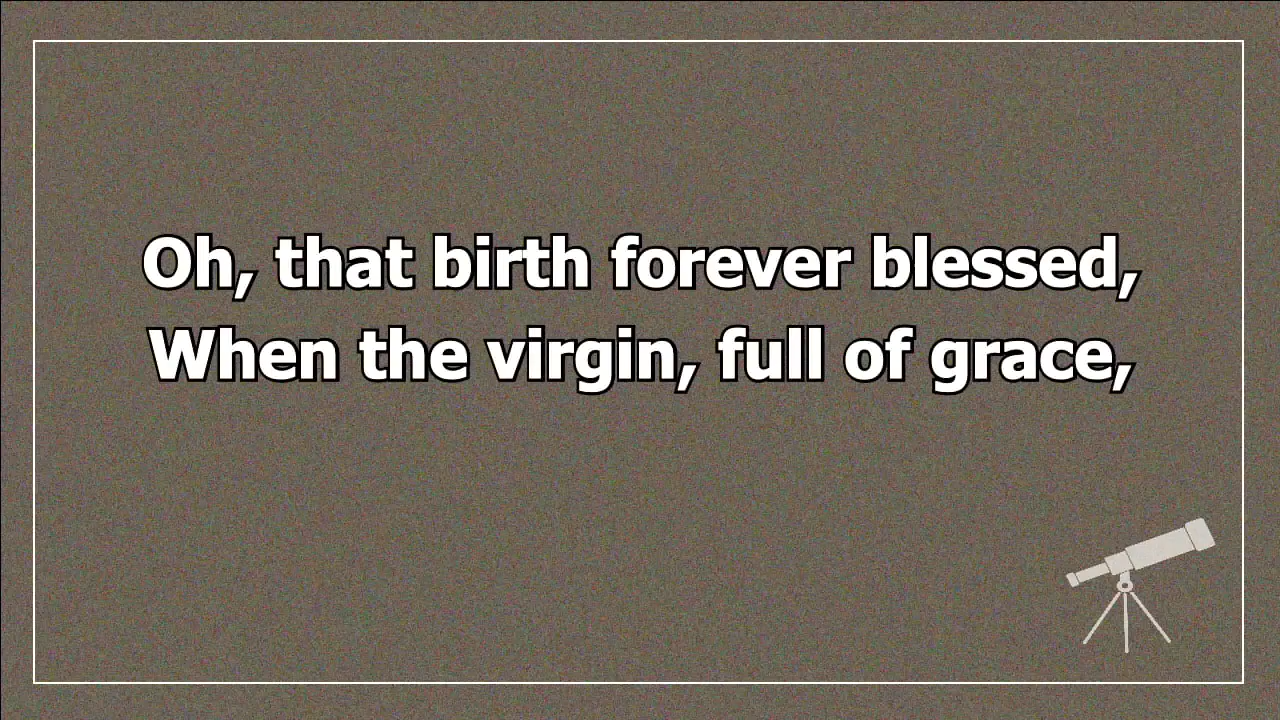 Oh, that birth forever blessed,
When the virgin, full of grace,